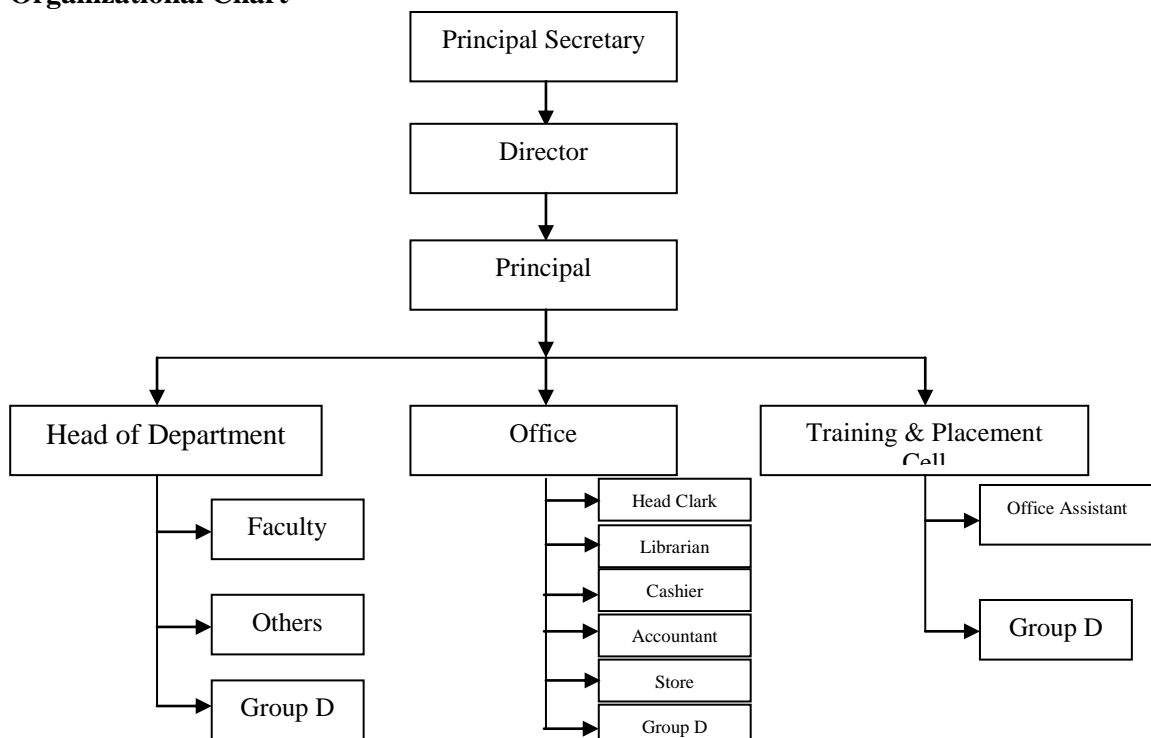 Organizational Chart
Principal Secretary
Director
Principal
Head of Department
Office
Training & Placement
Cell
Faculty
Others
Group D
Head Clark
Librarian
Cashier
Accountant
Store
Group D
Office Assistant
Group D